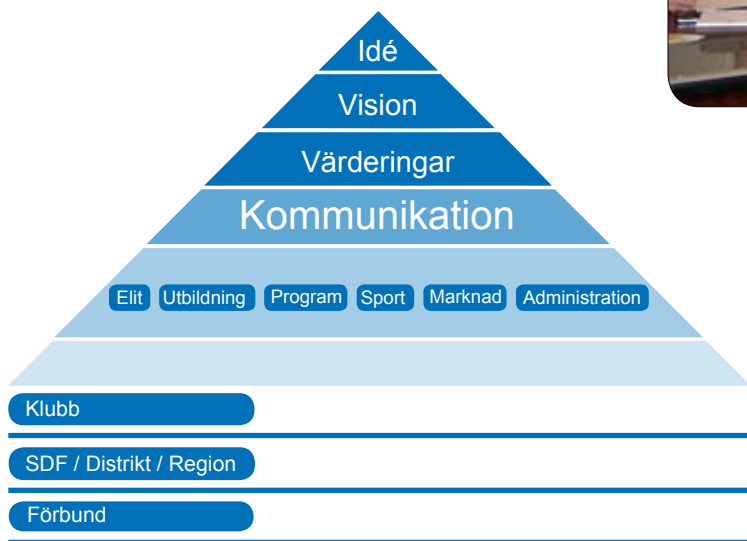 Idé
Vision
Värderingar
Kommunikation
Elit Utbildning Program Sport Marknad Administration
Klubb
SDF / Distrikt / Region
Förbund